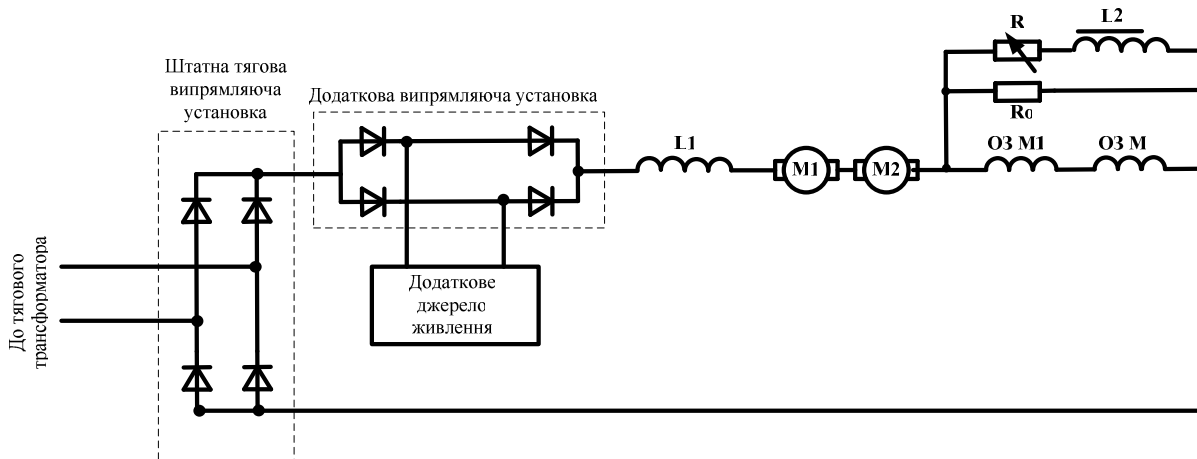 Штатна тягова
випрямляюча
установка
Додаткова випрямляюча установка
R
L2
Ro
L1
M1
M2
ОЗ М1
ОЗ М
До тягового
трансформатора
Додаткове
джерело
живлення